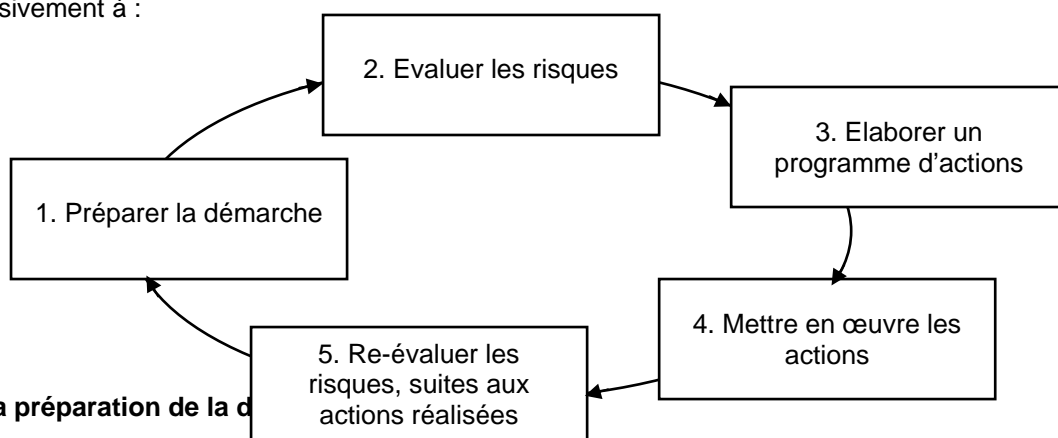 sivement à :
2. Evaluer les risques
3. Elaborer un
programme d'actions
1. Préparer la démarche
4. Mettre en œuvre les
actions
5. Re-évaluer les
risques, suites aux
actions réalisées
a préparation de la d